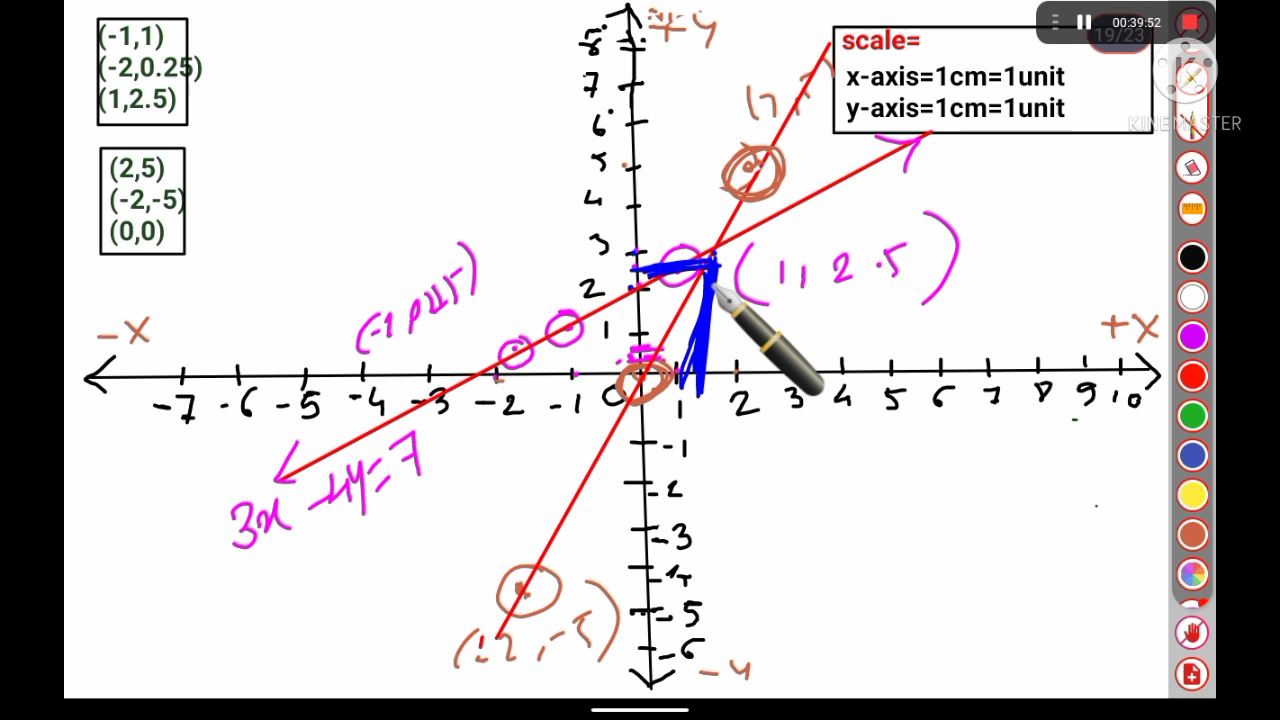 (-1,1)
(-2,0.25)
(1,2.5)
(2,5)
(-2,-5)
(0,0)
00:39:52
19/23
scale=
x-axis=1cm=1unit
y-axis=1cm=1unit
KINEMASTER
+y
8
7
6
5
4
3
2
1
(1, 2.5)
-X
+X
-7 -6 -5 -4 -3 -2 -1 0 1 2 3 4 5 6 7 8 9 10
-1
-2
-3
-5
-6
-y
3x -4y=7